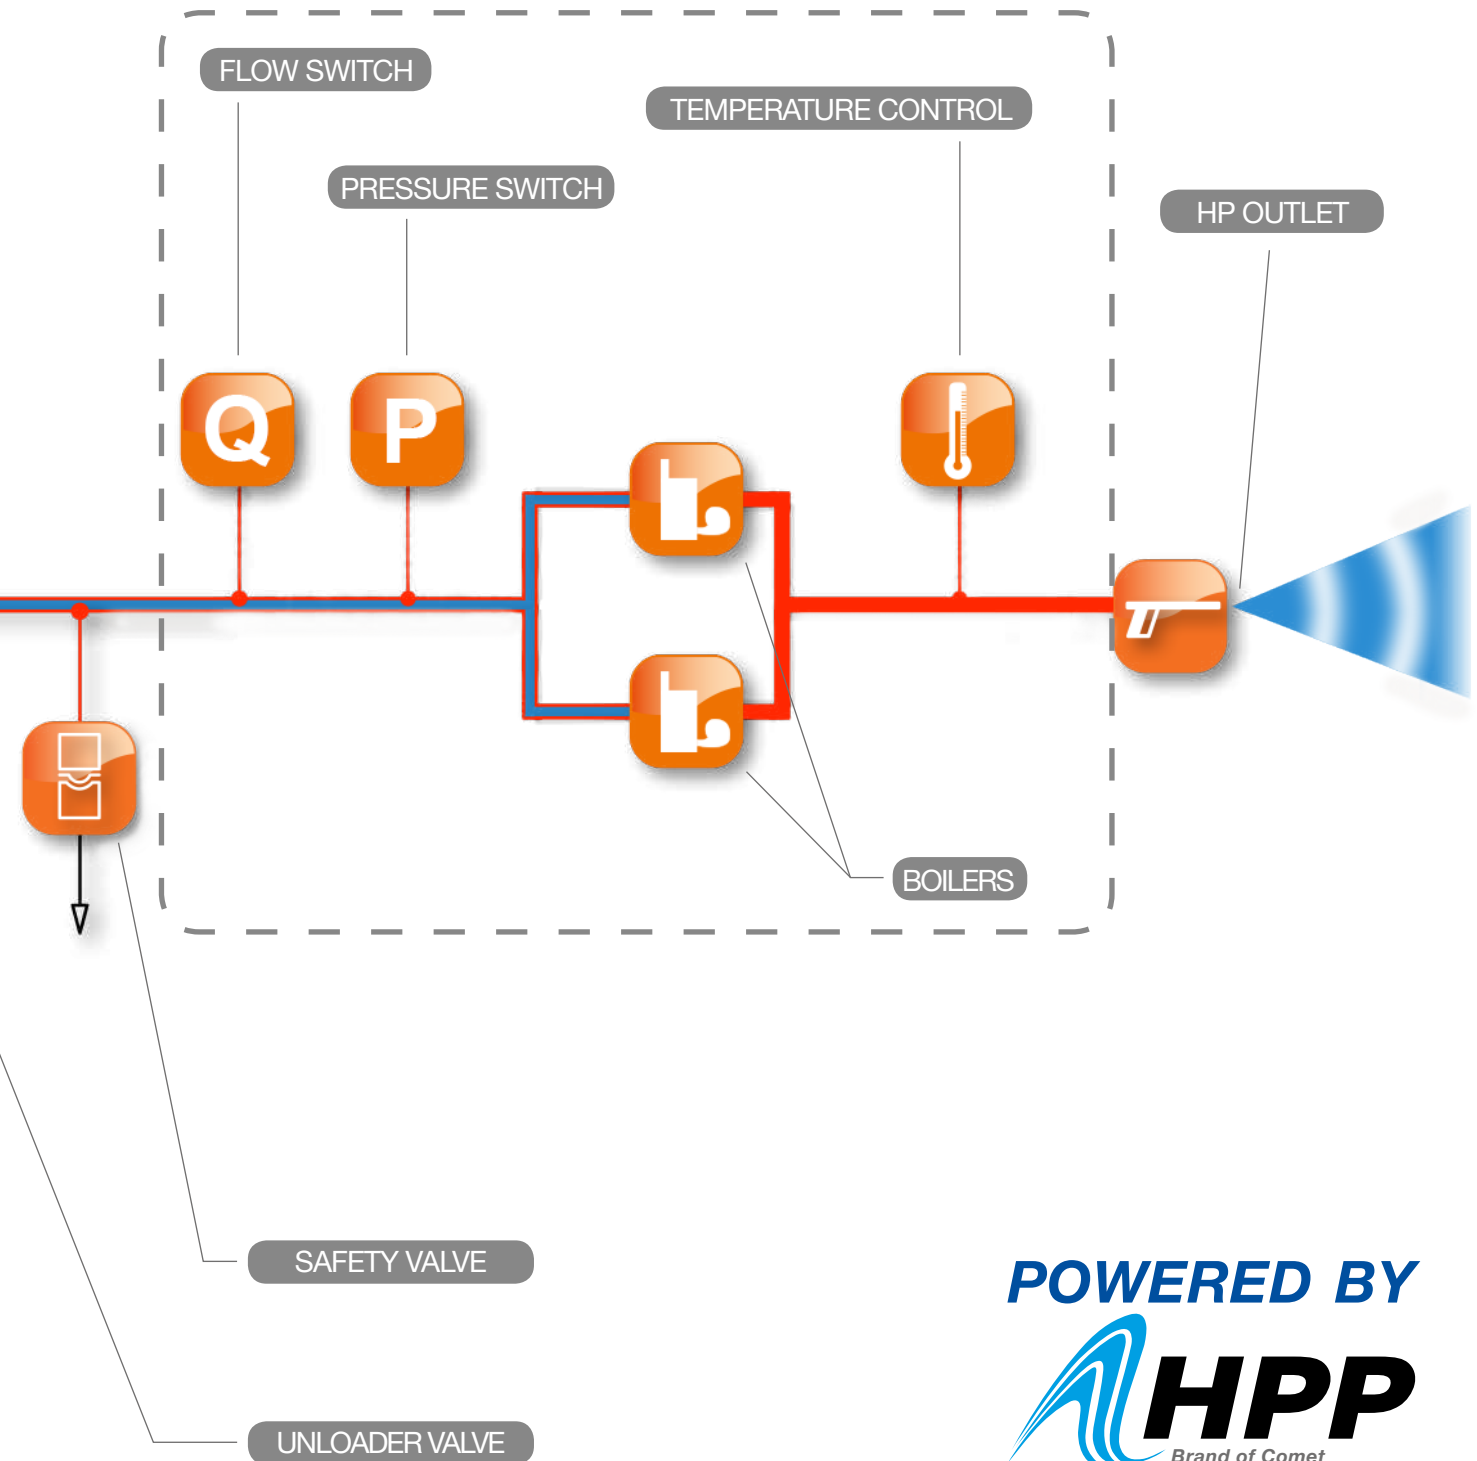 FLOW SWITCH
TEMPERATURE CONTROL
PRESSURE SWITCH
HP OUTLET
Q
P
BOILERS
SAFETY VALVE
UNLOADER VALVE
POWERED BY
HPP
Brand of Comet